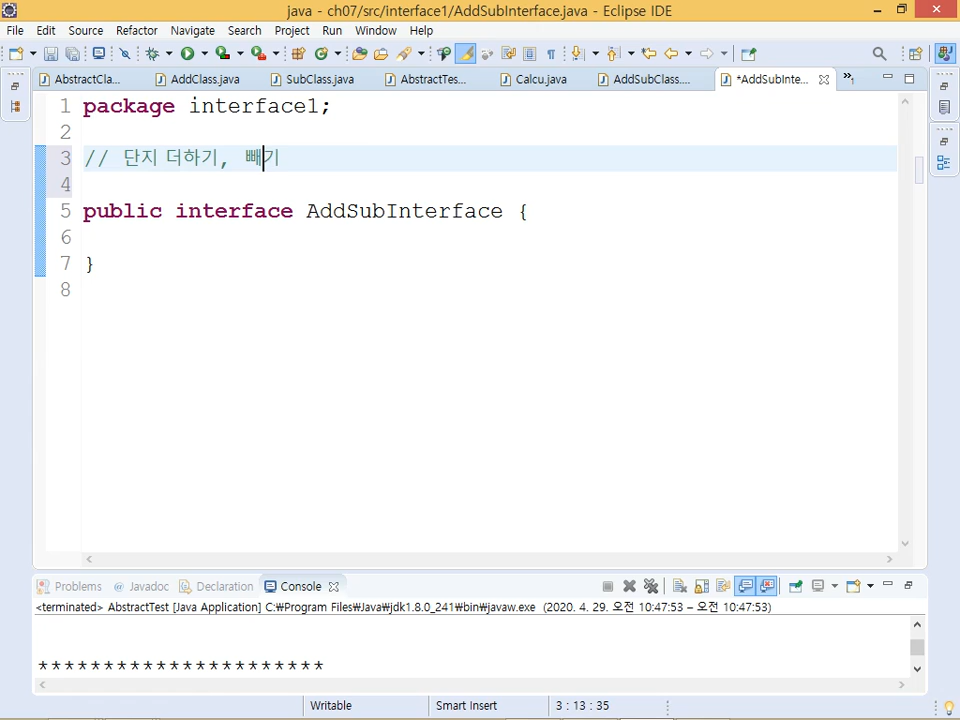 java - ch07/src/interface1/AddSubInterface.java - Eclipse IDE
File Edit Source Refactor Navigate Search Project Run Window Help
AbstractCla... AddClass.java SubClass.java AbstractTes... Calcu.java AddSubClass.... *AddSubInte... »1
1 package interface1;
2
3 // 단지 더하기, 빼기
4
5 public interface AddSubInterface {
6
7 }
8
Problems @ Javadoc Declaration Console
<terminated> AbstractTest [Java Application] C:₩Program Files₩Java₩jdk1.8.0_241₩bin₩javaw.exe (2020. 4. 29. 오전 10:47:53 – 오전 10:47:53)
**********************
Writable Smart Insert 3 : 13 : 35